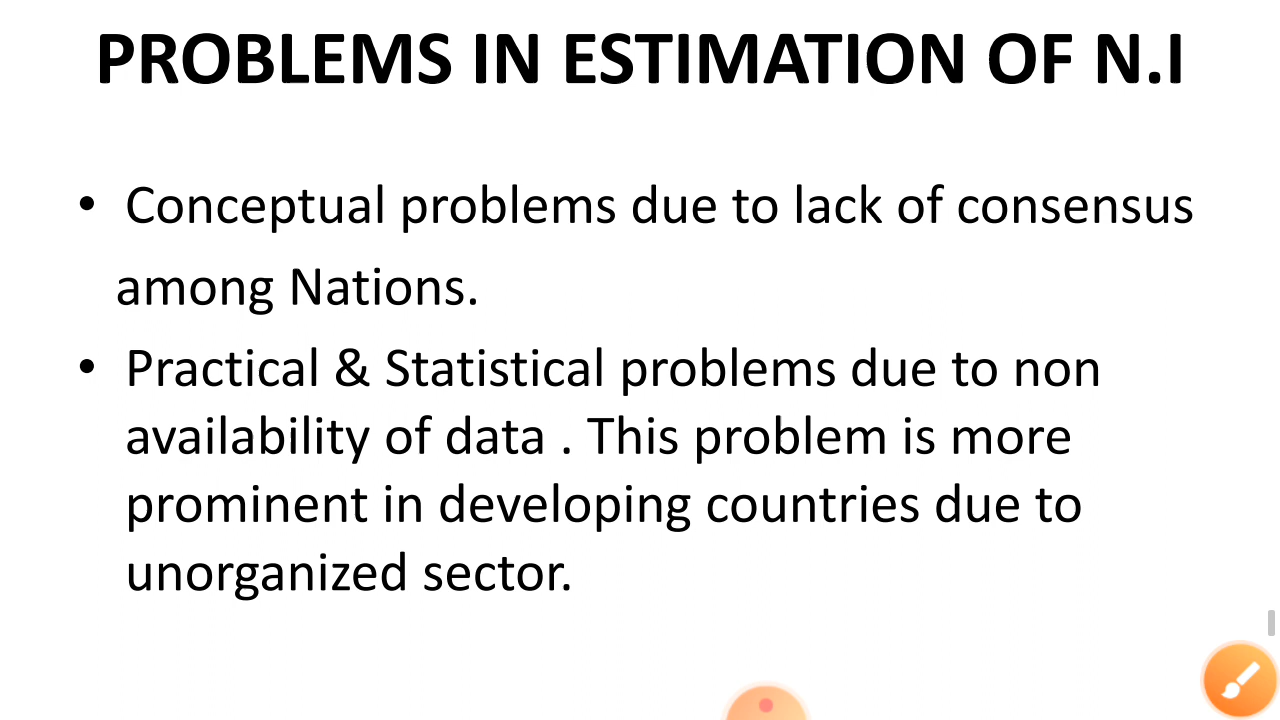 PROBLEMS IN ESTIMATION OF N.I
• Conceptual problems due to lack of consensus
among Nations.
• Practical & Statistical problems due to non
availability of data . This problem is more
prominent in developing countries due to
unorganized sector.